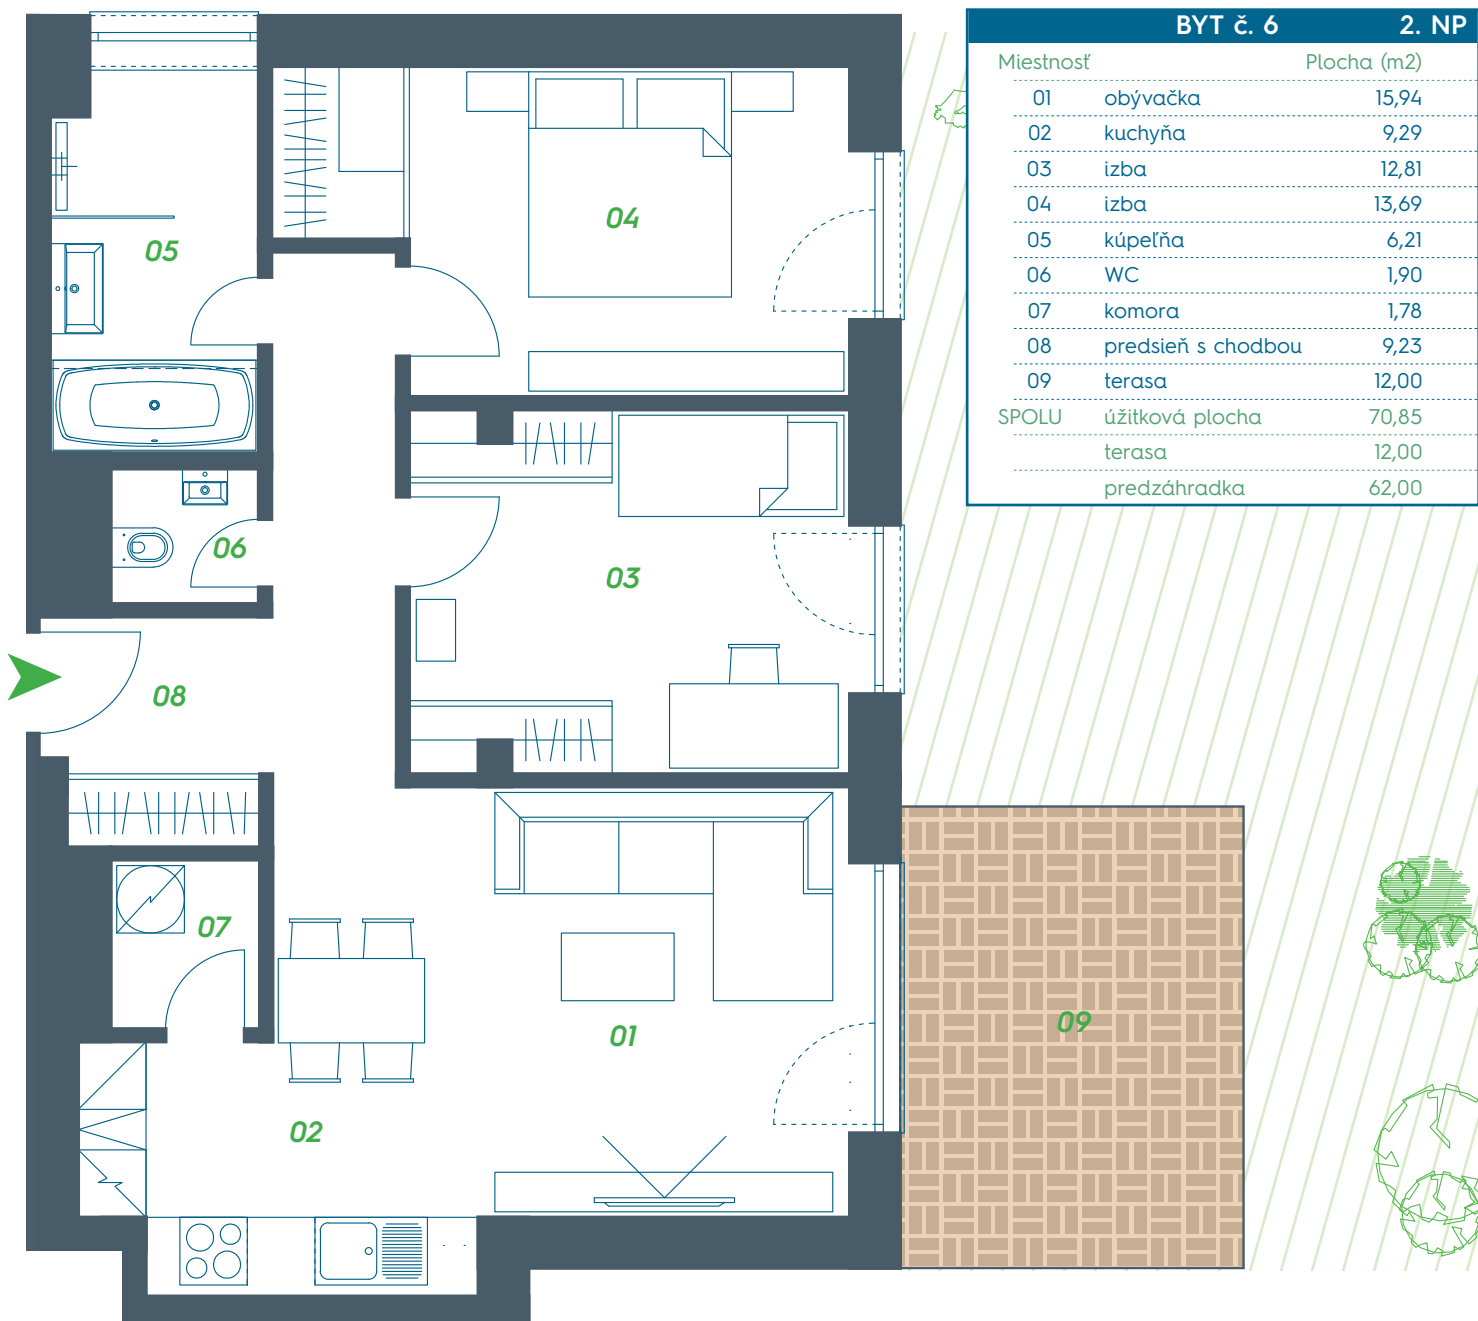 BYT č. 6 2. NP
Miestnosť Plocha (m2)
01 obývačka 15,94
02 kuchyňa 9,29
03 izba 12,81
04 izba 13,69
05 kúpeľňa 6,21
06 WC 1,90
07 komora 1,78
08 predsieň s chodbou 9,23
09 terasa 12,00
SPOLU úžitková plocha 70,85
terasa 12,00
predzáhradka 62,00
04
05
06
03
08
07
01
09
02